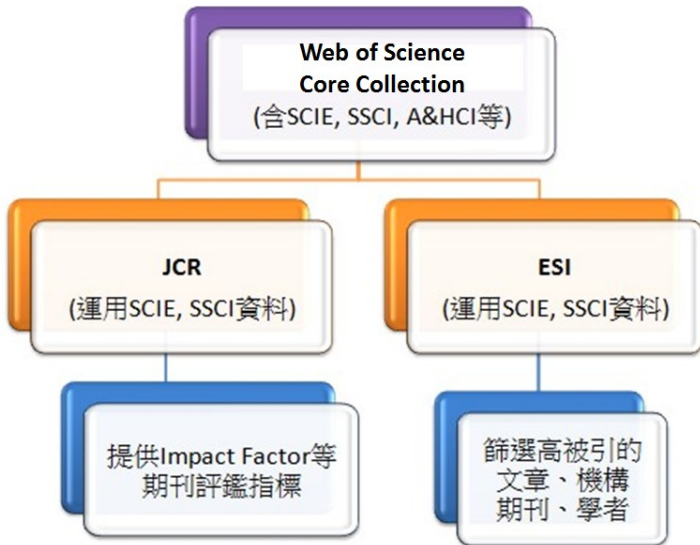 Web of Science
Core Collection
(含SCIE, SSCI, A&HCI等)
JCR
(運用SCIE, SSCI資料)
ESI
(運用SCIE, SSCI資料)
提供Impact Factor等
期刊評鑑指標
篩選高被引的
文章、機構
期刊、學者